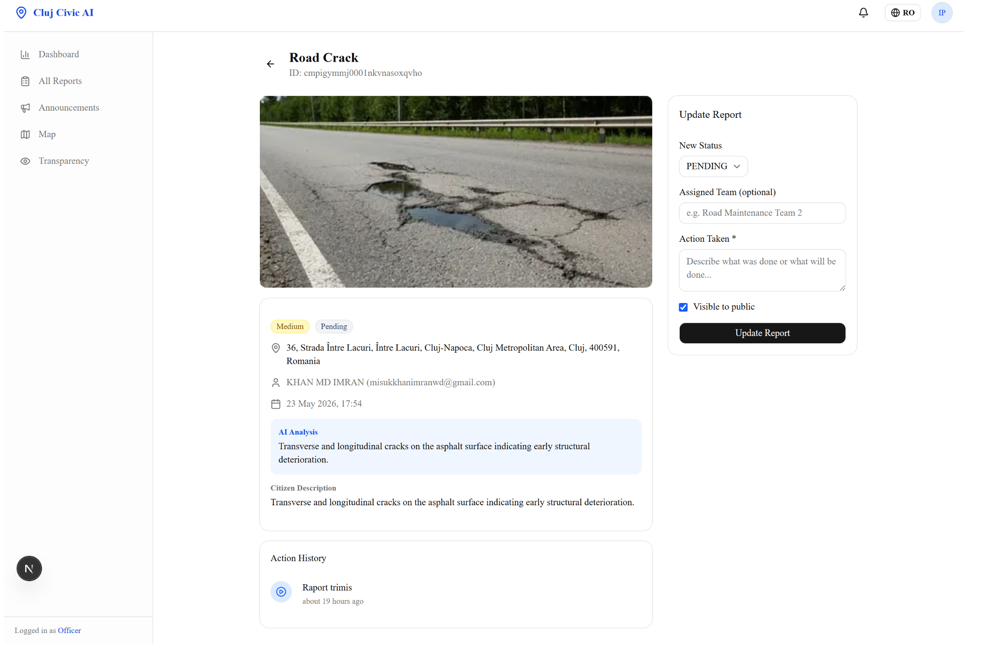 Cluj Civic AI
RO
IP
Dashboard
All Reports
Announcements
Map
Transparency
Logged in as Officer
Road Crack
ID: cmpigymmj0001nkvnasoxqvho
Medium
Pending
36, Strada Între Lacuri, Între Lacuri, Cluj-Napoca, Cluj Metropolitan Area, Cluj, 400591,
Romania
KHAN MD IMRAN (misukkhanimranwd@gmail.com)
23 May 2026, 17:54
AI Analysis
Transverse and longitudinal cracks on the asphalt surface indicating early structural
deterioration.
Citizen Description
Transverse and longitudinal cracks on the asphalt surface indicating early structural deterioration.
Action History
Raport trimis
about 19 hours ago
Update Report
New Status
PENDING
Assigned Team (optional)
e.g. Road Maintenance Team 2
Action Taken *
Describe what was done or what will be
done...
Visible to public
Update Report
N